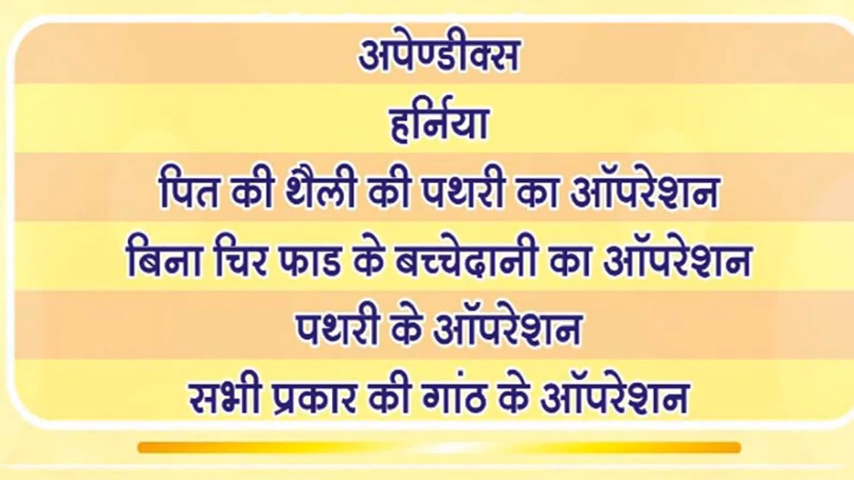 अपेण्डीक्स
हर्निया
पित की थैली की पथरी का ऑपरेशन
बिना चिर फाड के बच्चेदानी का ऑपरेशन
पथरी के ऑपरेशन
सभी प्रकार की गांठ के ऑपरेशन